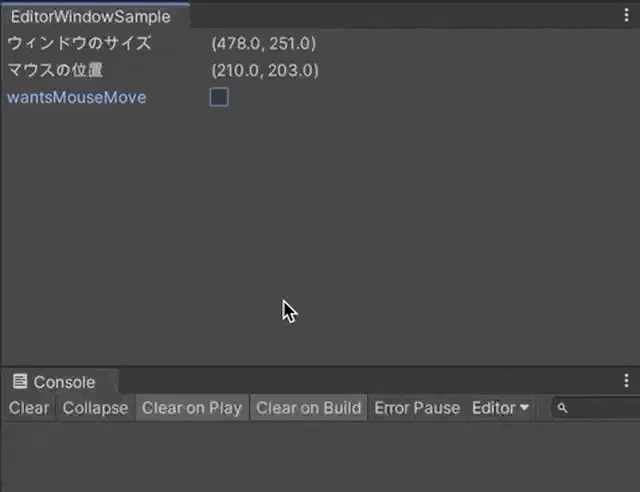 EditorWindowSample
ウィンドウのサイズ (478.0, 251.0)
マウスの位置 (210.0, 203.0)
wantsMouseMove
Console
Clear Collapse Clear on Play Clear on Build Error Pause Editor